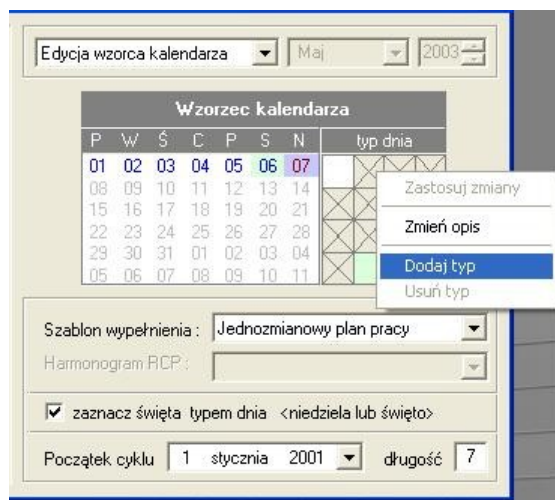 Edycja wzorca kalendarza Maj 2003
Wzorzec kalendarza
P W Ś C P S N typ dnia
01 02 03 04 05 06 07
08 09 10 11 12 13 14
15 16 17 18 19 20 21
22 23 24 25 26 27 28
29 30 31 01 02 03 04
05 06 07 08 09 10 11
Zastosuj zmiany
Zmień opis
Dodaj typ
Usuń typ
Szablon wypełnienia : Jednozmianowy plan pracy
Harmonogram RCP :
zaznacz święta typem dnia <niedziela lub święto>
Początek cyklu 1 stycznia 2001 długość 7